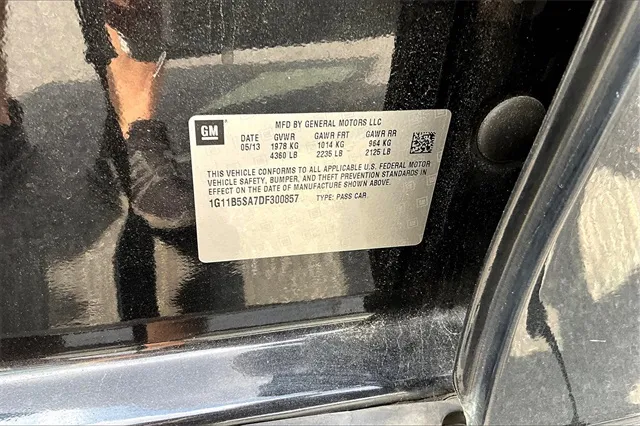 GM
MFD BY GENERAL MOTORS LLC
DATE GVWR GAWR FRT GAWR RR
05/13 1978 KG 1014 KG 964 KG
4360 LB 2235 LB 2125 LB
THIS VEHICLE CONFORMS TO ALL APPLICABLE U.S. FEDERAL MOTOR
VEHICLE SAFETY, BUMPER, AND THEFT PREVENTION STANDARDS IN
EFFECT ON THE DATE OF MANUFACTURE SHOWN ABOVE.
1G11B5SA7DF300857 TYPE: PASS CAR